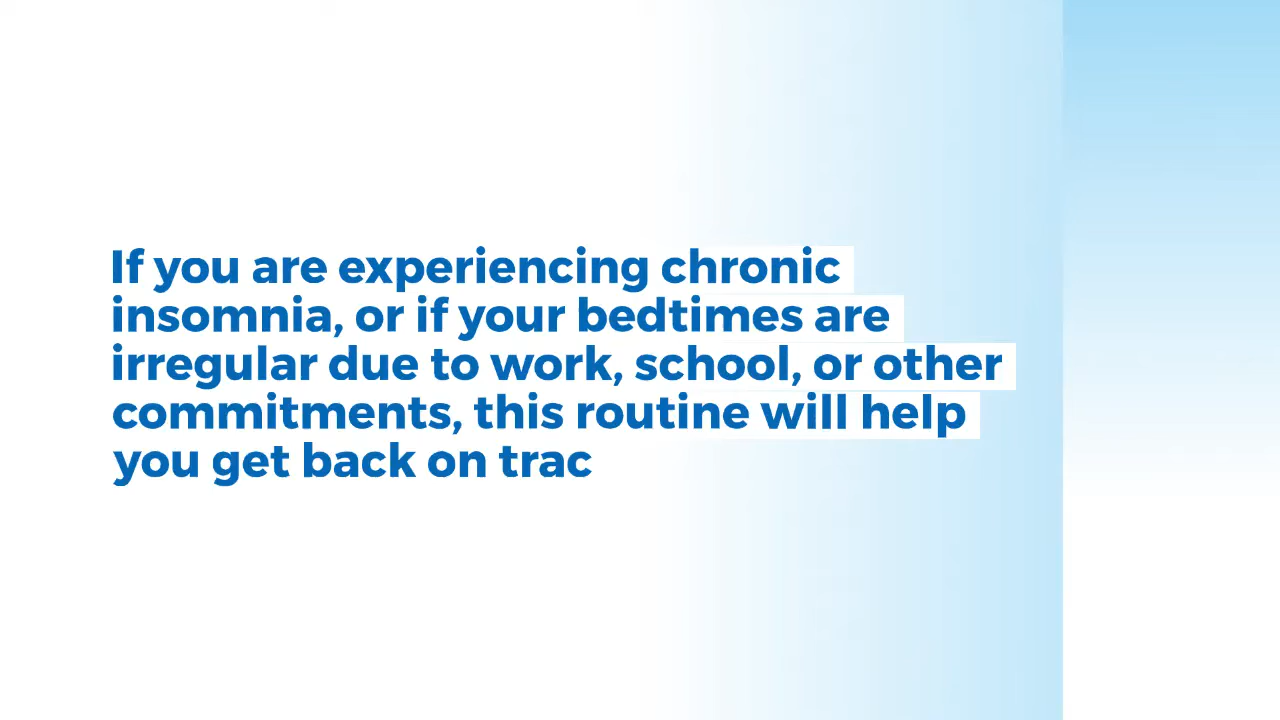 If you are experiencing chronic
insomnia, or if your bedtimes are
irregular due to work, school, or other
commitments, this routine will help
you get back on trac